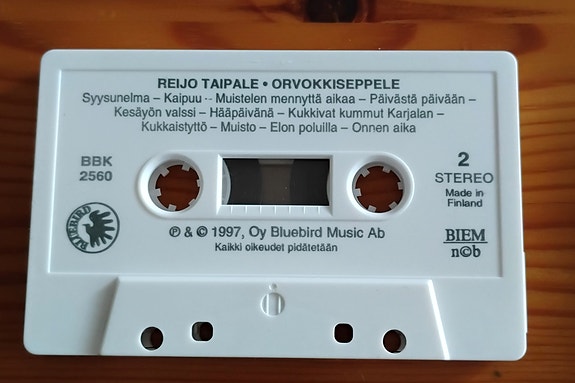 REIJO TAIPALE • ORVOKKISEPPELE
Syysunelma – Kaipuu -- Muistelen mennyttä aikaa – Päivästä päivään –
Kesäyön valssi – Hääpäivänä – Kukkivat kummut Karjalan –
Kukkaistyttö – Muisto – Elon poluilla – Onnen aika
BBK
2560
2
STEREO
Made in
Finland
BLUEBIRD
℗ & © 1997, Oy Bluebird Music Ab
Kaikki oikeudet pidätetään
BIEM
n©b